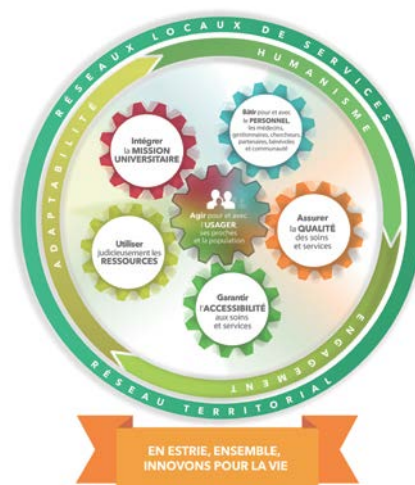 RÉSEAUX LOCAUX DE SERVICES
HUMANISME
ADAPTABILITÉ
Bâtir pour et avec
le PERSONNEL,
les médecins,
gestionnaires, chercheurs,
partenaires, bénévoles
et communauté
Intégrer
la MISSION
UNIVERSITAIRE
Agir pour et avec
l'USAGER
ses proches
et la population
Assurer
la QUALITÉ
des soins
et services
Utiliser
judicieusement les
RESSOURCES
Garantir
l'ACCESSIBILITÉ
aux soins
et services
ENGAGEMENT
RÉSEAU TERRITORIAL
EN ESTRIE, ENSEMBLE,
INNOVONS POUR LA VIE